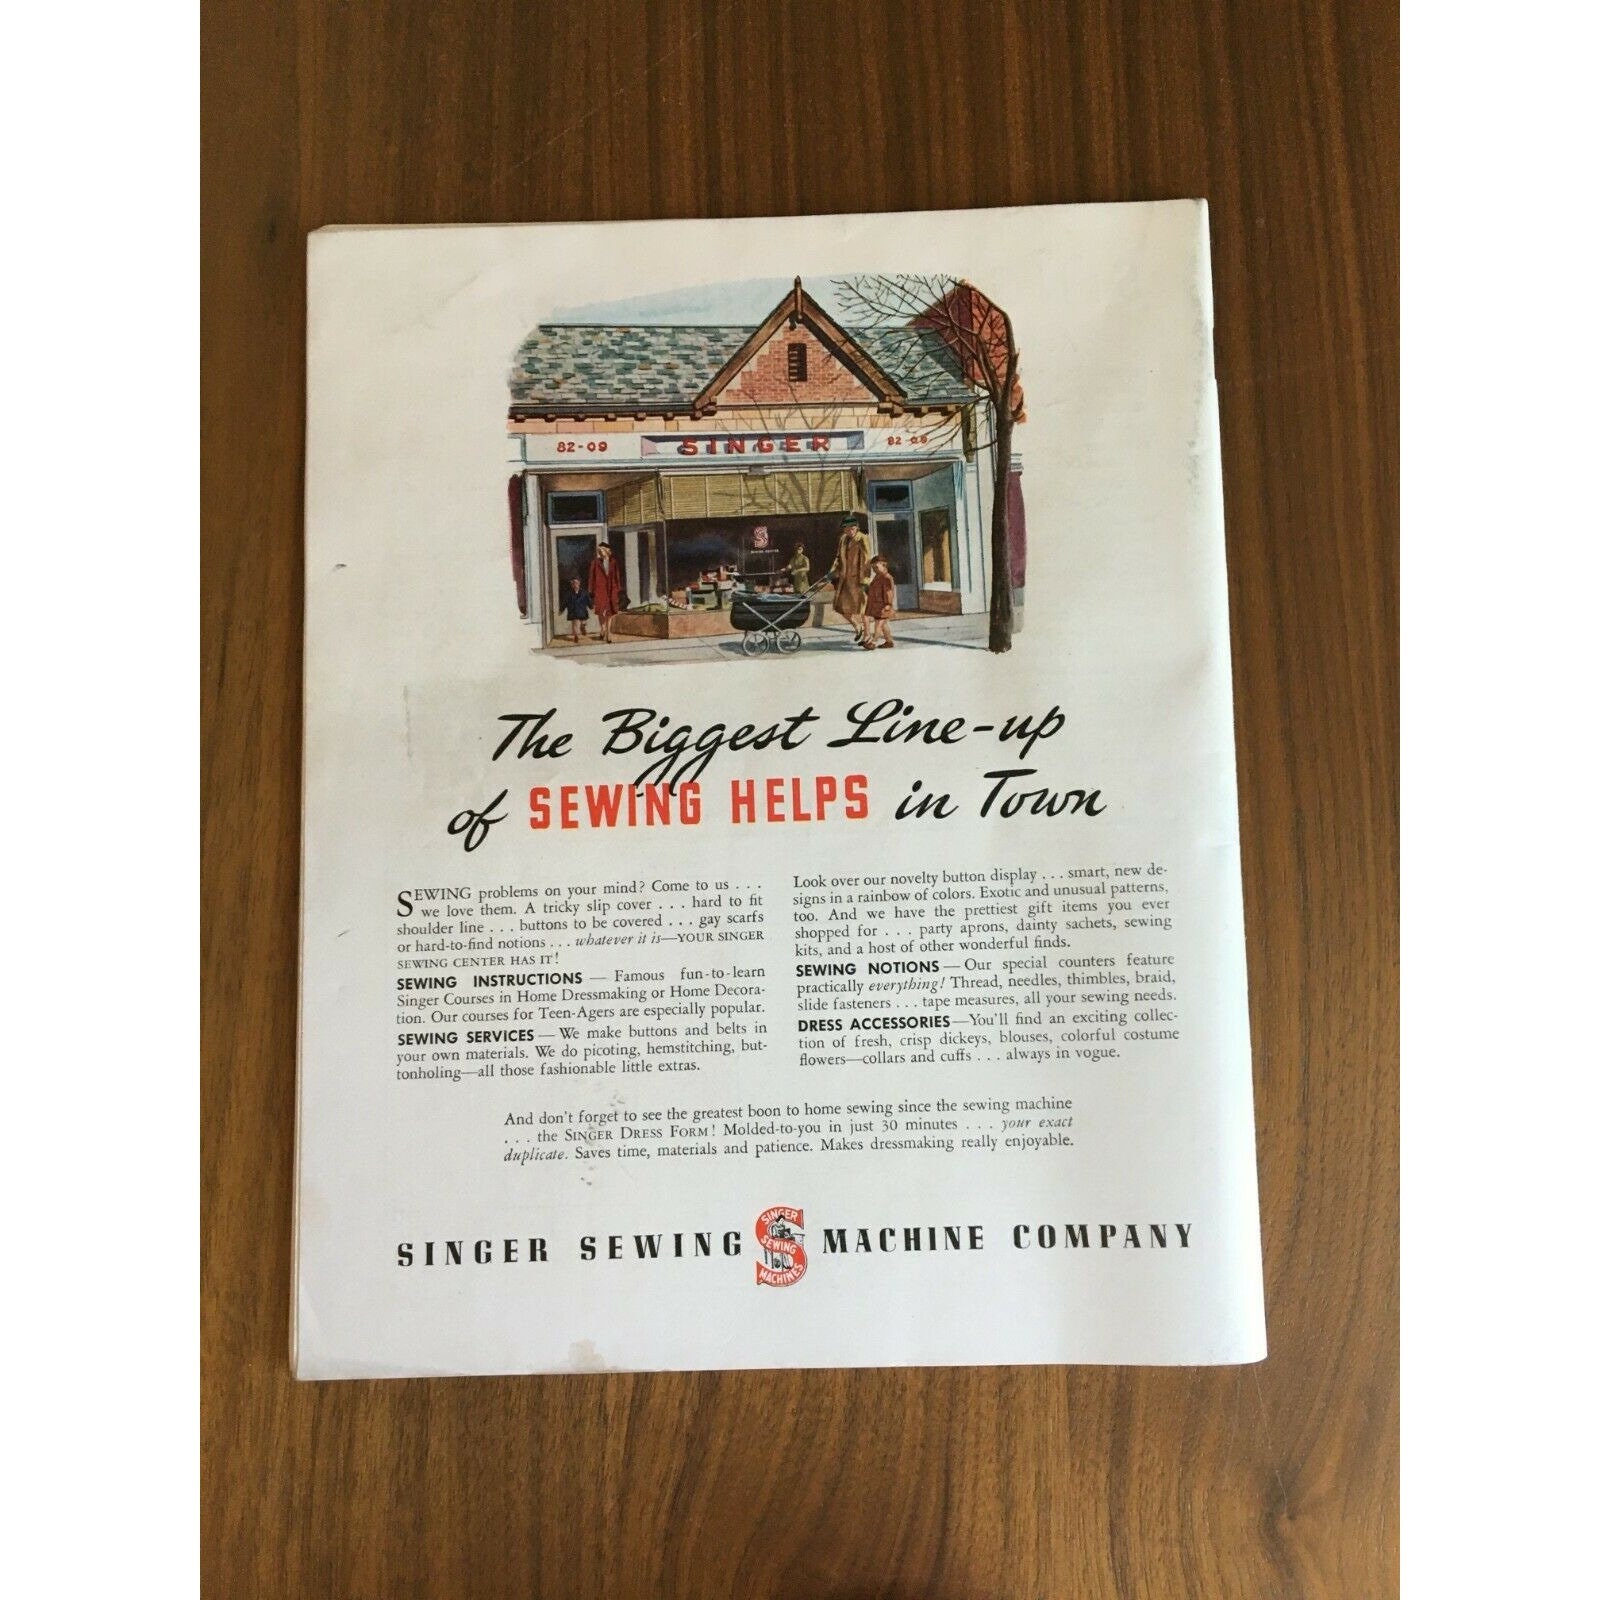 82-09 SINGER 82-09
S
The Biggest Line-up
of SEWING HELPS in Town
SEWING problems on your mind? Come to us . . .
we love them. A tricky slip cover . . . hard to fit
shoulder line . . . buttons to be covered . . . gay scarfs
or hard-to-find notions . . . whatever it is—YOUR SINGER
SEWING CENTER HAS IT!
SEWING INSTRUCTIONS — Famous fun-to-learn
Singer Courses in Home Dressmaking or Home Decora-
tion. Our courses for Teen-Agers are especially popular.
SEWING SERVICES — We make buttons and belts in
your own materials. We do picoting, hemstitching, but-
tonholing—all those fashionable little extras.
Look over our novelty button display . . . smart, new de-
signs in a rainbow of colors. Exotic and unusual patterns,
too. And we have the prettiest gift items you ever
shopped for . . . party aprons, dainty sachets, sewing
kits, and a host of other wonderful finds.
SEWING NOTIONS — Our special counters feature
practically everything! Thread, needles, thimbles, braid,
slide fasteners . . . tape measures, all your sewing needs.
DRESS ACCESSORIES—You'll find an exciting collec-
tion of fresh, crisp dickeys, blouses, colorful costume
flowers—collars and cuffs . . . always in vogue.
And don't forget to see the greatest boon to home sewing since the sewing machine
. . . the SINGER DRESS FORM! Molded-to-you in just 30 minutes . . . your exact
duplicate. Saves time, materials and patience. Makes dressmaking really enjoyable.
SINGER SEWING MACHINE COMPANY
SINGER
SEWING
MACHINES